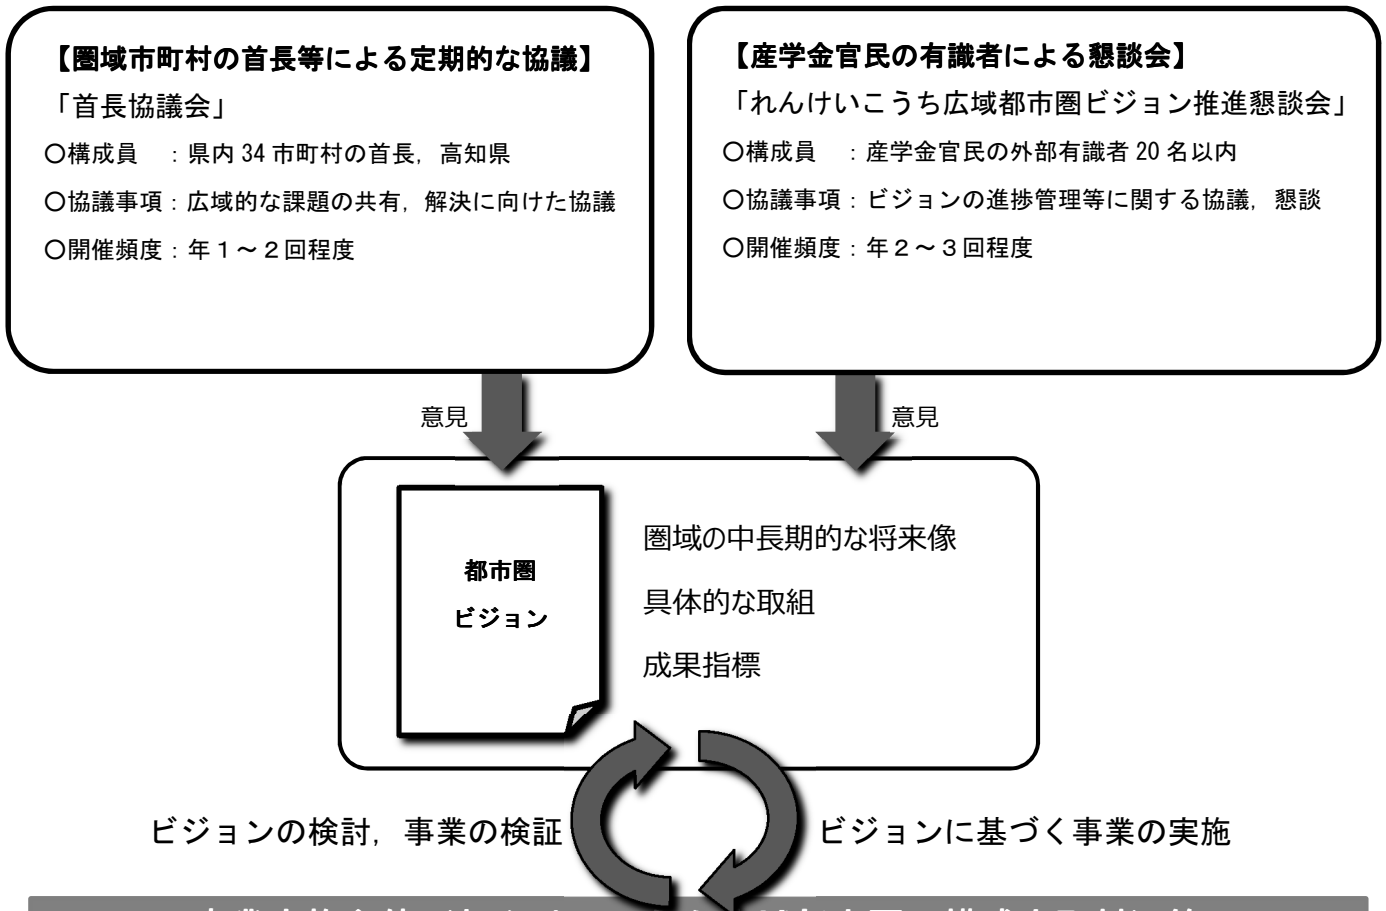 【圏域市町村の首長等による定期的な協議】
「首長協議会」
〇構成員　：県内 34 市町村の首長，高知県
〇協議事項：広域的な課題の共有，解決に向けた協議
〇開催頻度：年１～２回程度
【産学金官民の有識者による懇談会】
「れんけいこうち広域都市圏ビジョン推進懇談会」
〇構成員　：産学金官民の外部有識者 20 名以内
〇協議事項：ビジョンの進捗管理等に関する協議，懇談
〇開催頻度：年２～３回程度
意見
意見
都市圏
ビジョン
圏域の中長期的な将来像
具体的な取組
成果指標
ビジョンの検討，事業の検証
ビジョンに基づく事業の実施